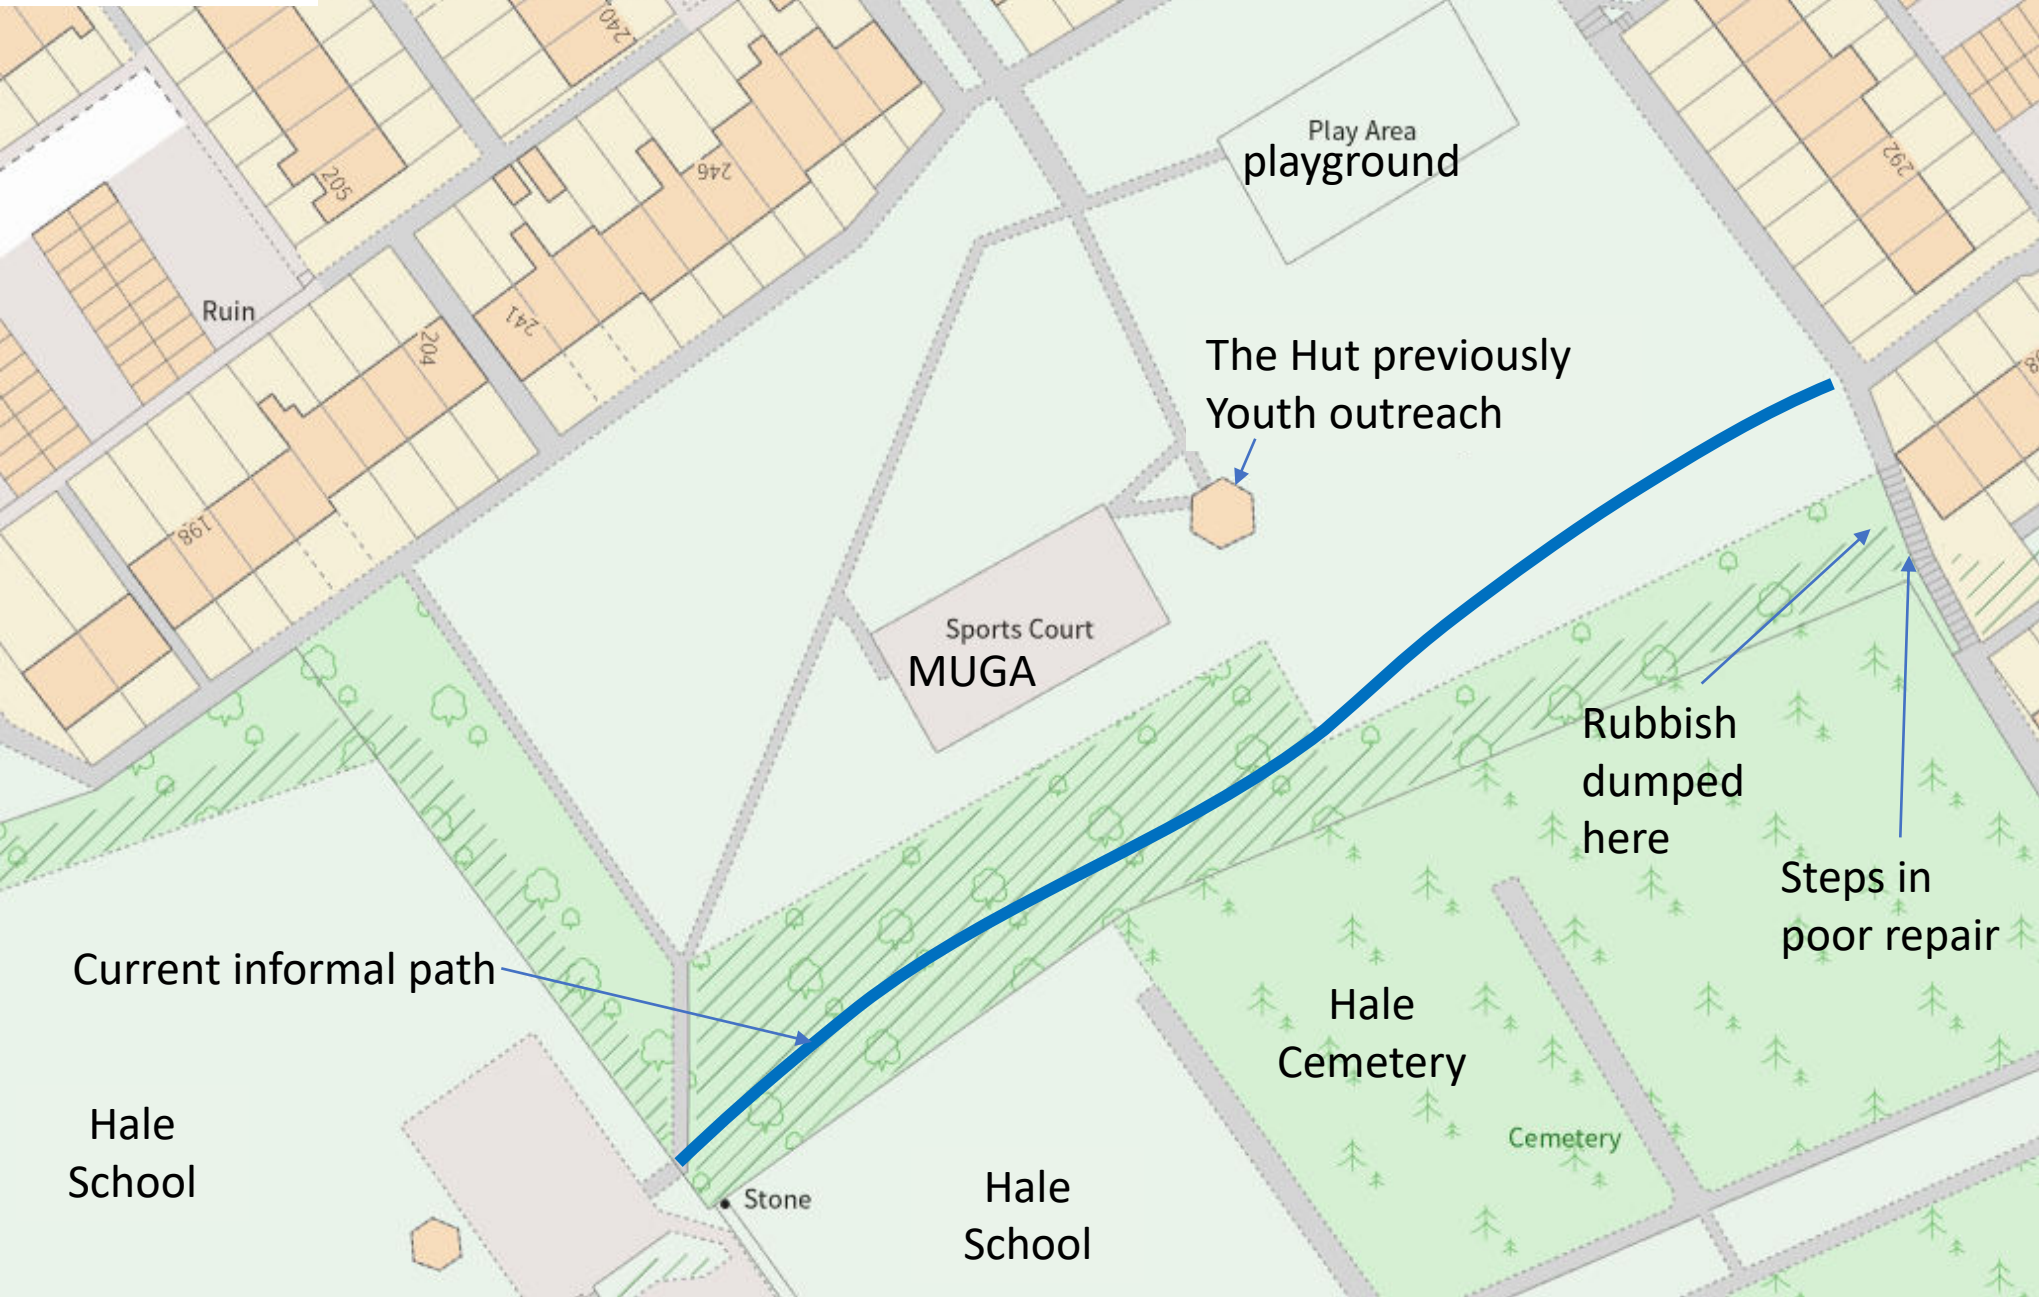 240
205
246
Play Area
playground
292
Ruin
241
204
The Hut previously
Youth outreach
198
Sports Court
MUGA
Rubbish
dumped
here
Steps in
poor repair
Current informal path
Hale
Cemetery
Cemetery
Hale
School
Stone
Hale
School